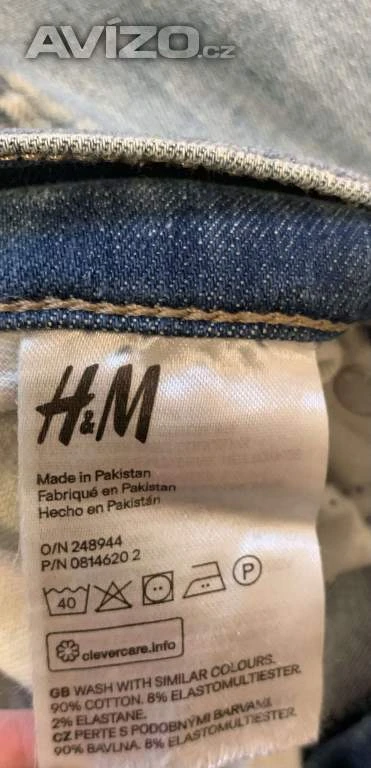 AVÍZO.cz
H&M
Made in Pakistan
Fabriqué en Pakistan
Hecho en Pakistán
O/N 248944
P/N 0814620 2
40
P
clevercare.info
GB WASH WITH SIMILAR COLOURS.
90% COTTON. 8% ELASTOMULTIESTER.
2% ELASTANE.
CZ PERTE S PODOBNÝMI BARVAMI.
90% BAVLNA. 8% ELASTOMULTIESTER.